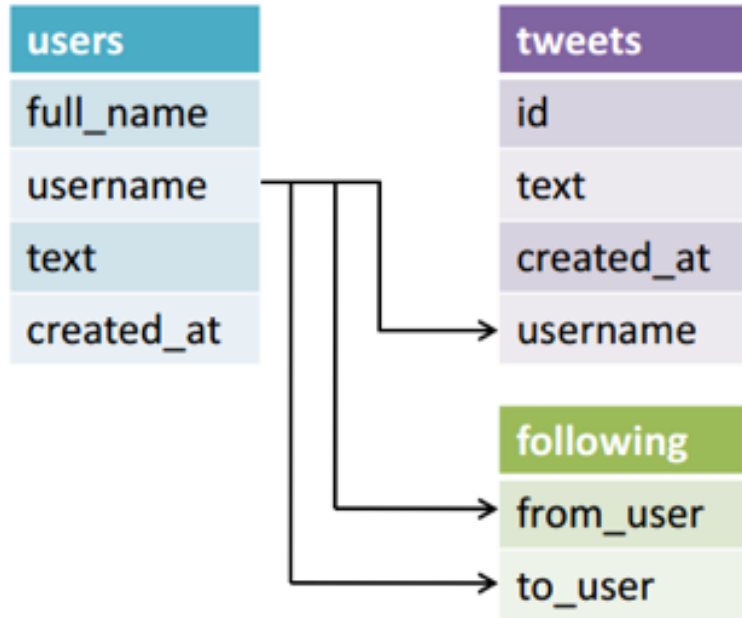 users
full_name
username
text
created_at
tweets
id
text
created_at
username
following
from_user
to_user